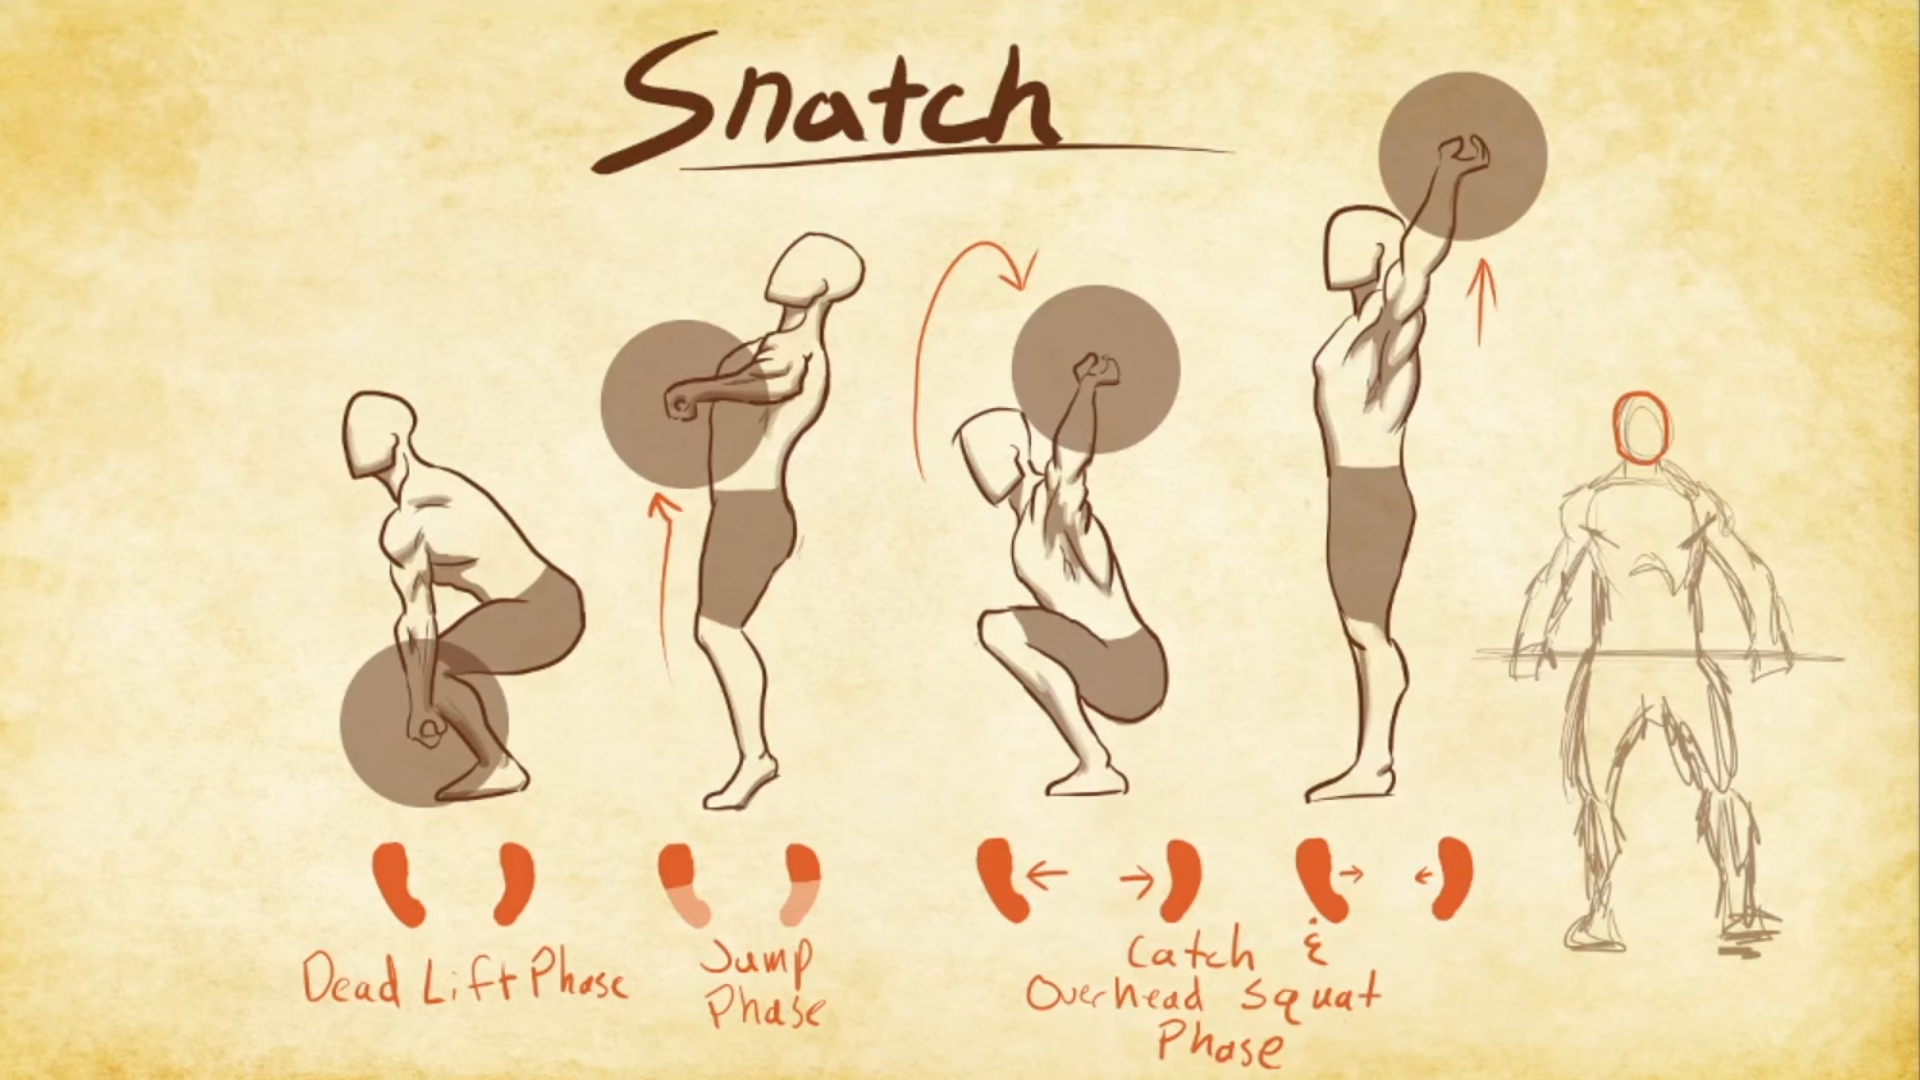 Snatch
Dead Lift Phase
Jump
Phase
Catch &
Overhead Squat
Phase